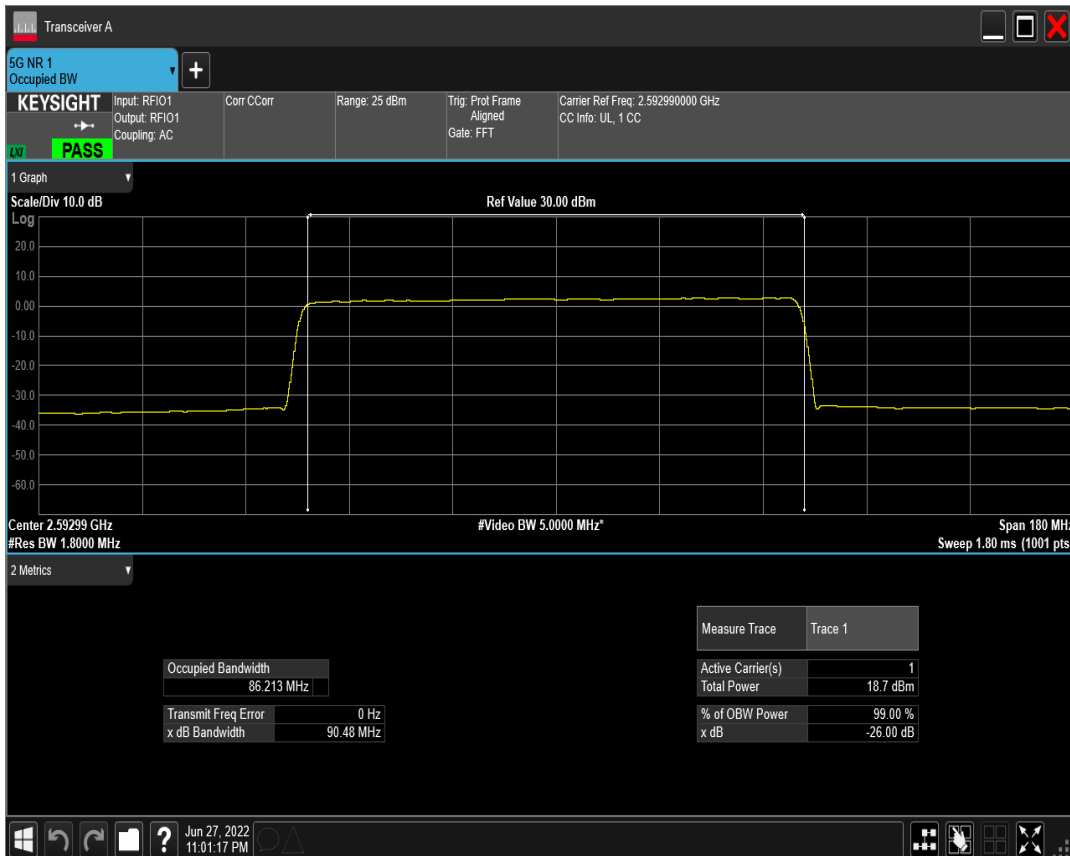 Transceiver A
5G NR 1
Occupied BW
+
KEYSIGHT
LXI
PASS
Input: RFIO1
Output: RFIO1
Coupling: AC
Corr CCorr
Range: 25 dBm
Trig: Prot Frame
Aligned
Gate: FFT
Carrier Ref Freq: 2.592990000 GHz
CC Info: UL, 1 CC
1 Graph
Scale/Div 10.0 dB
Ref Value 30.00 dBm
Log
20.0
10.0
0.00
-10.0
-20.0
-30.0
-40.0
-50.0
-60.0
Center 2.59299 GHz
#Video BW 5.0000 MHz*
Span 180 MHz
#Res BW 1.8000 MHz
Sweep 1.80 ms (1001 pts
2 Metrics
Measure Trace Trace 1
Occupied Bandwidth
86.213 MHz
Active Carrier(s) 1
Total Power 18.7 dBm
Transmit Freq Error 0 Hz
x dB Bandwidth 90.48 MHz
% of OBW Power 99.00 %
x dB -26.00 dB
?
Jun 27, 2022
11:01:17 PM